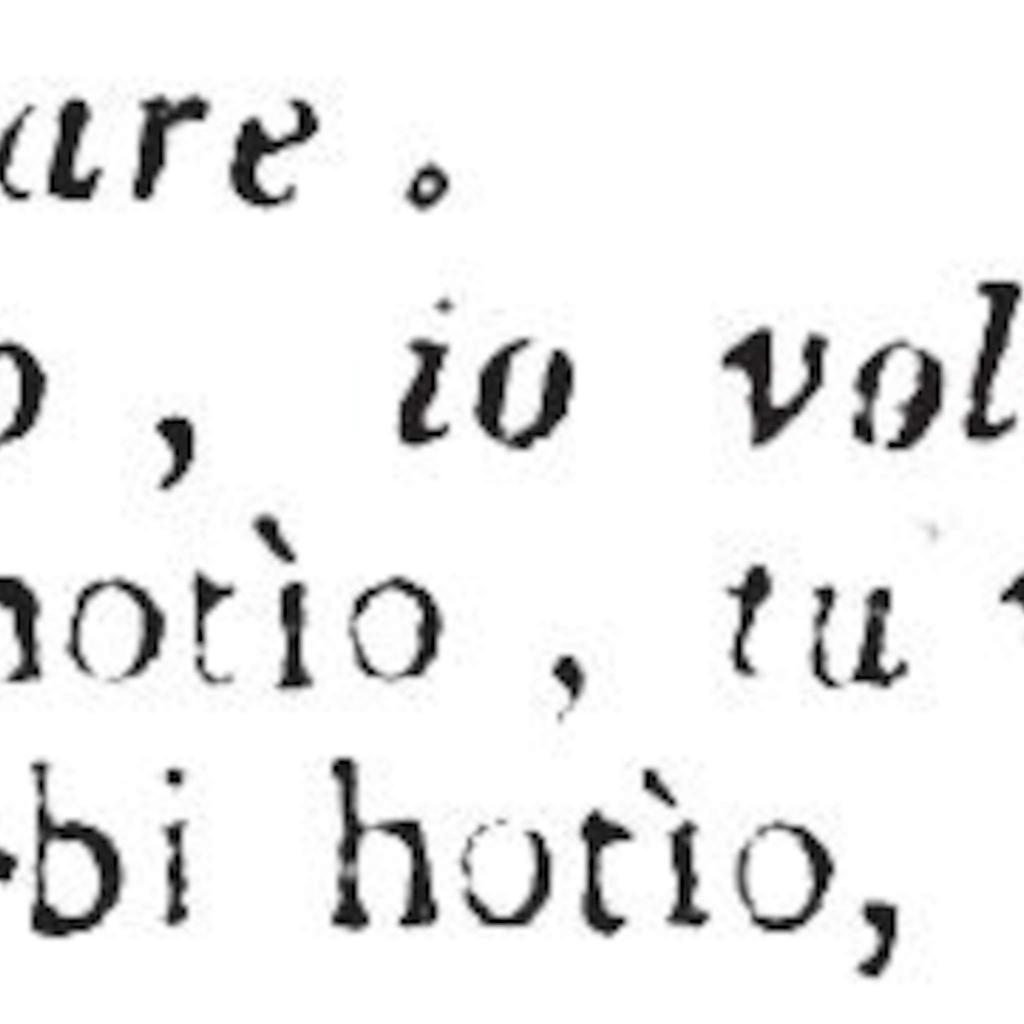 are .
o , io vol
hotìo , tu
bi hotìo,